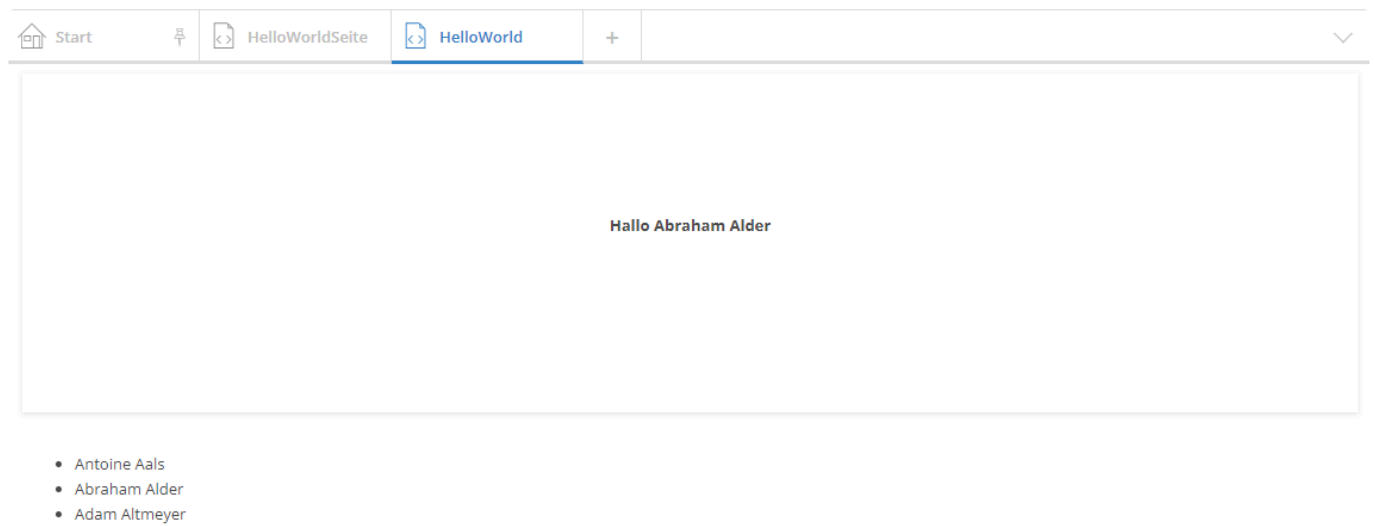 Start HelloWorldSeite HelloWorld +
Hallo Abraham Alder
• Antoine Aals
• Abraham Alder
• Adam Altmeyer